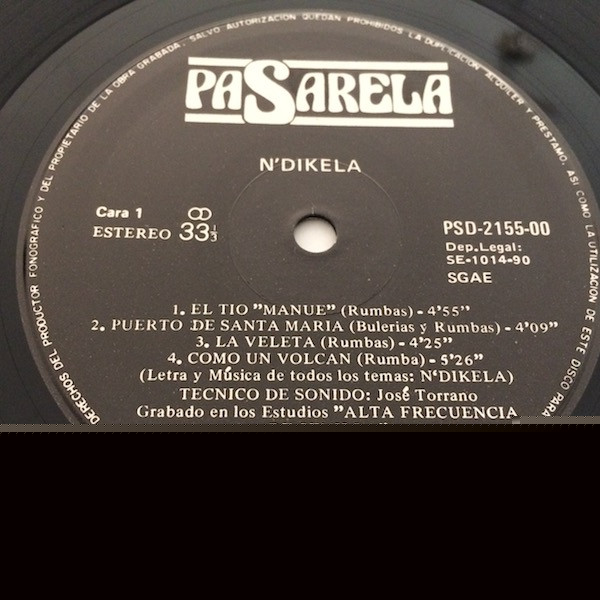 DERECHOS DEL PRODUCTOR FONOGRAFICO Y DEL PROPIETARIO DE LA OBRA GRABADA. SALVO AUTORIZACION QUEDAN PROHIBIDOS LA DUPLICACION ALQUILER Y PRESTAMO, ASI COMO LA UTILIZACION DE ESTE DISCO PARA
PASARELA
N'DIKELA
Cara 1
ESTEREO 33⅓
PSD-2155-00
Dep.Legal:
SE-1014-90
SGAE
1. EL TIO "MANUE" (Rumbas) - 4'55"
2. PUERTO DE SANTA MARIA (Bulerias y Rumbas) - 4'09"
3. LA VELETA (Rumbas) - 4'25"
4. COMO UN VOLCAN (Rumba) - 5'26"
(Letra y Música de todos los temas: N'DIKELA)
TECNICO DE SONIDO: José Torrano
Grabado en los Estudios "ALTA FRECUENCIA